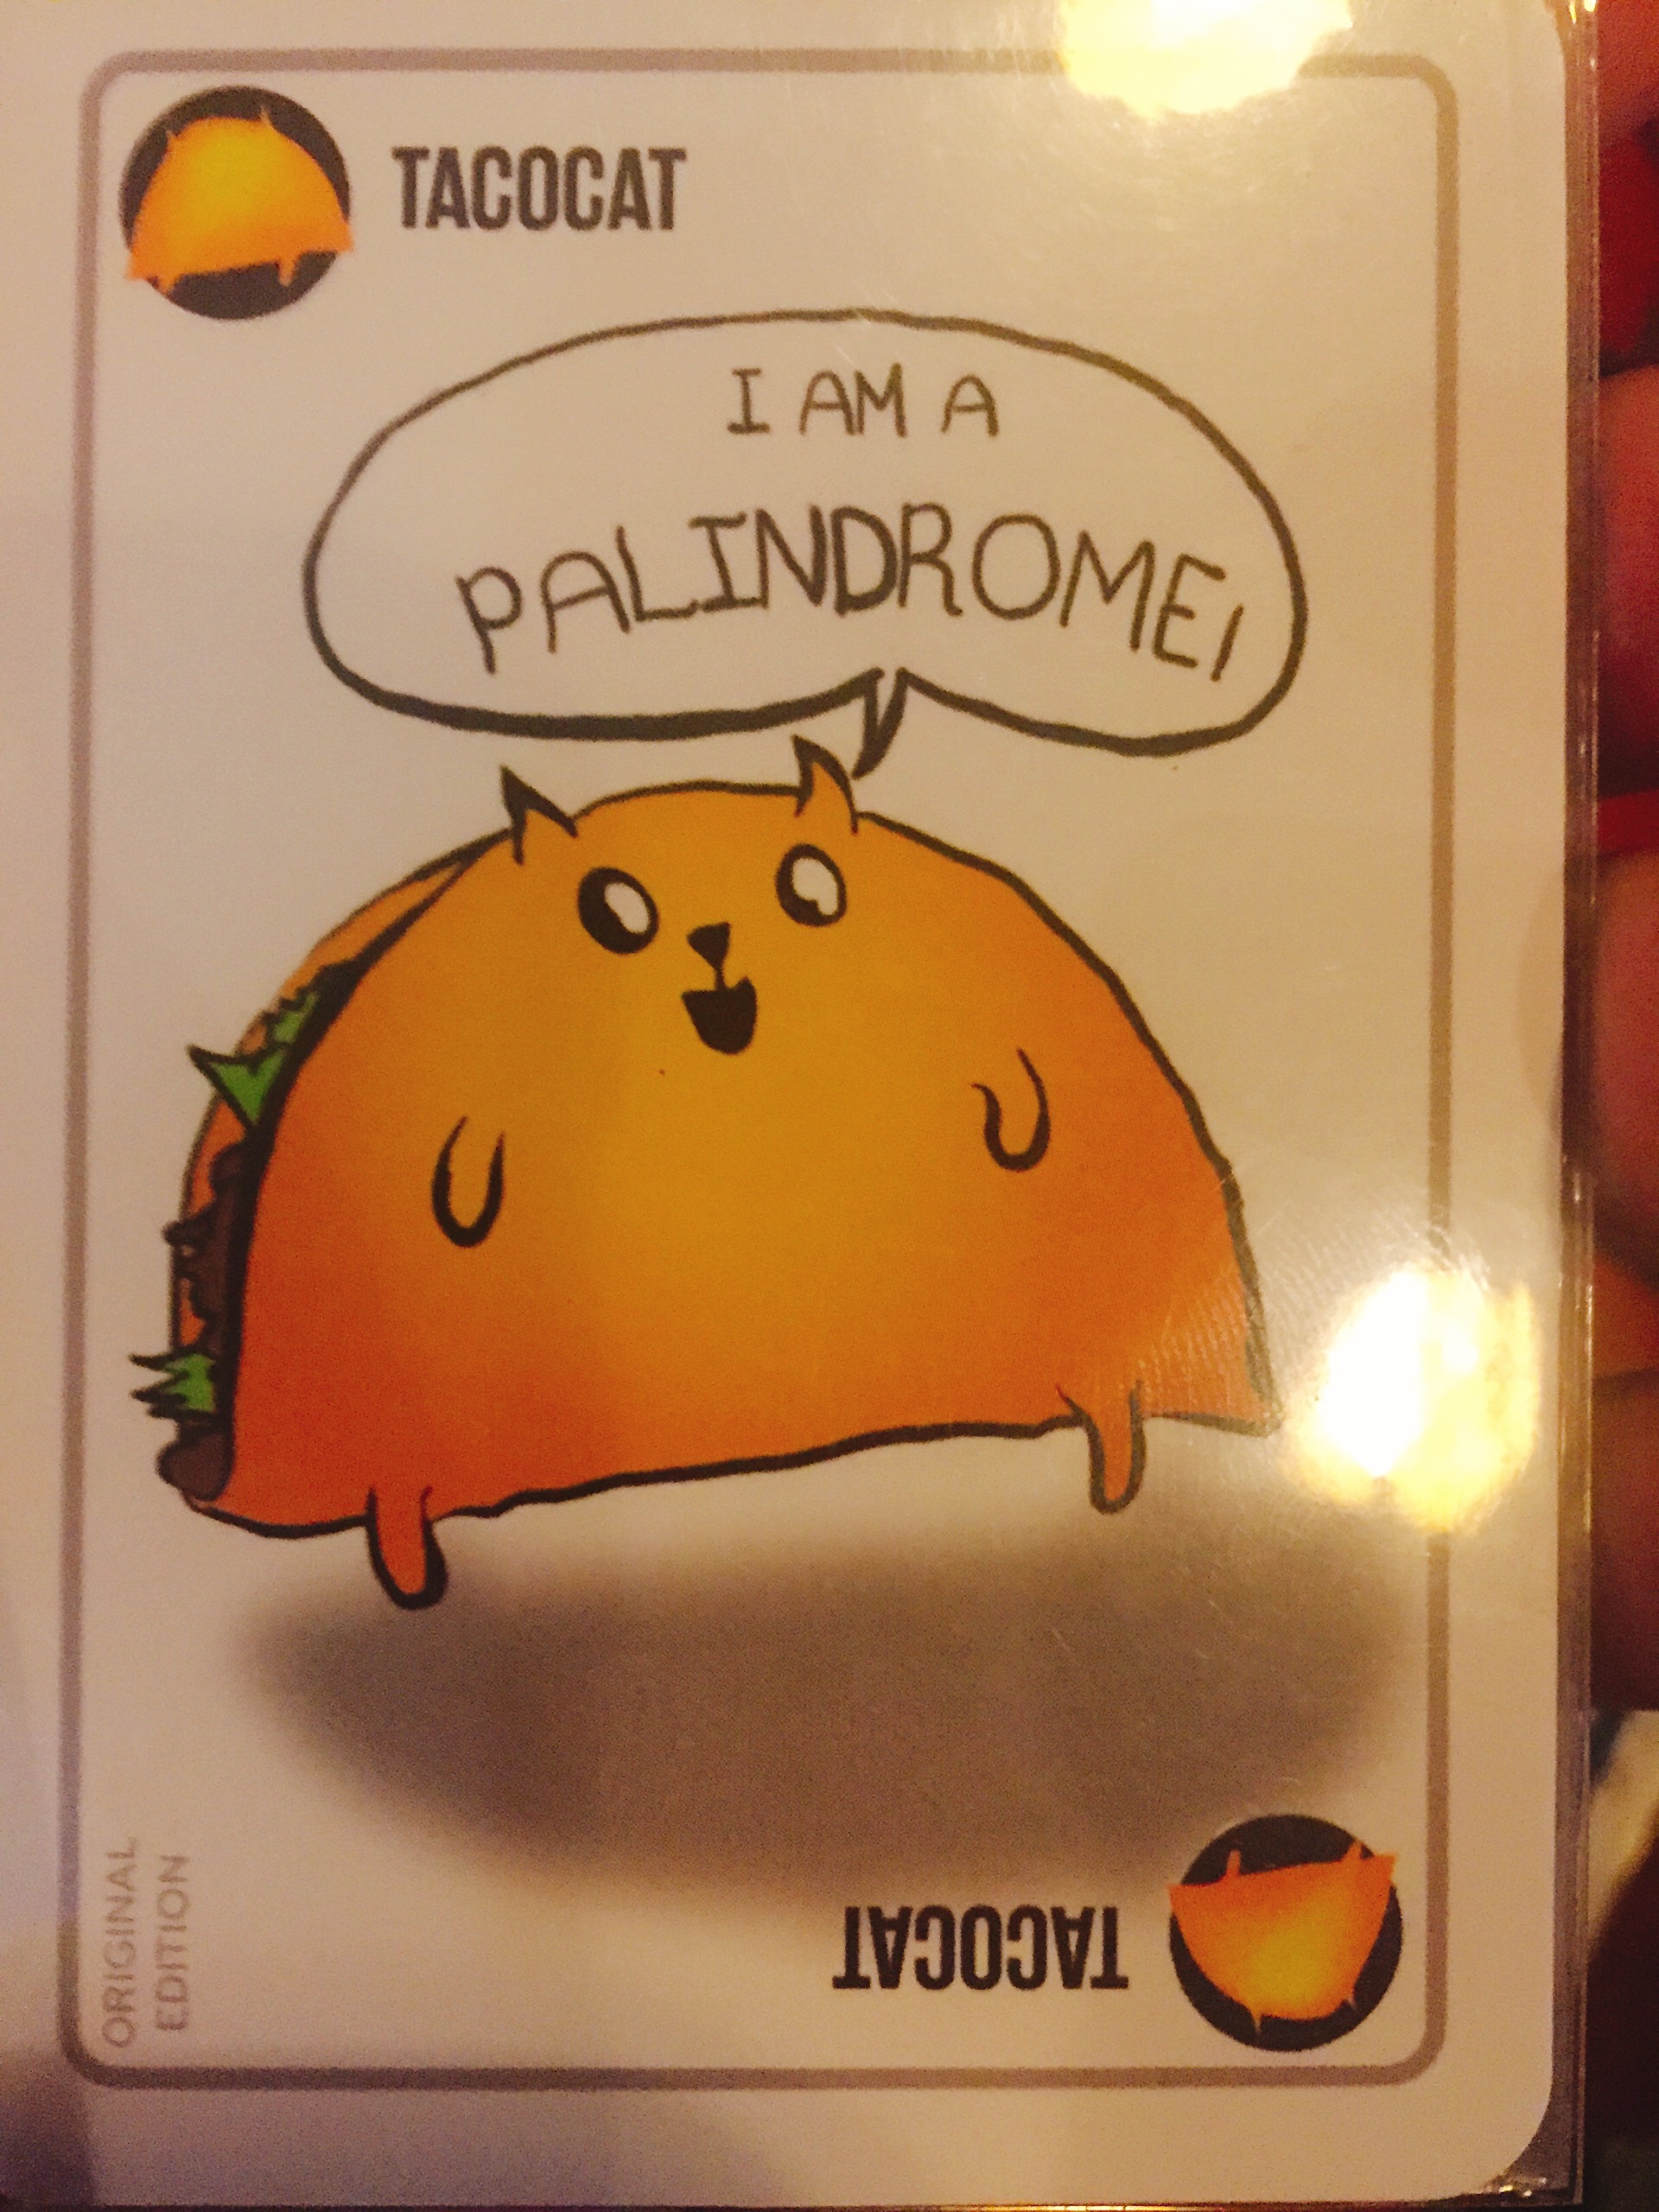 TACOCAT
I AM A
PALINDROME!
ORIGINAL
EDITION
TACOCAT